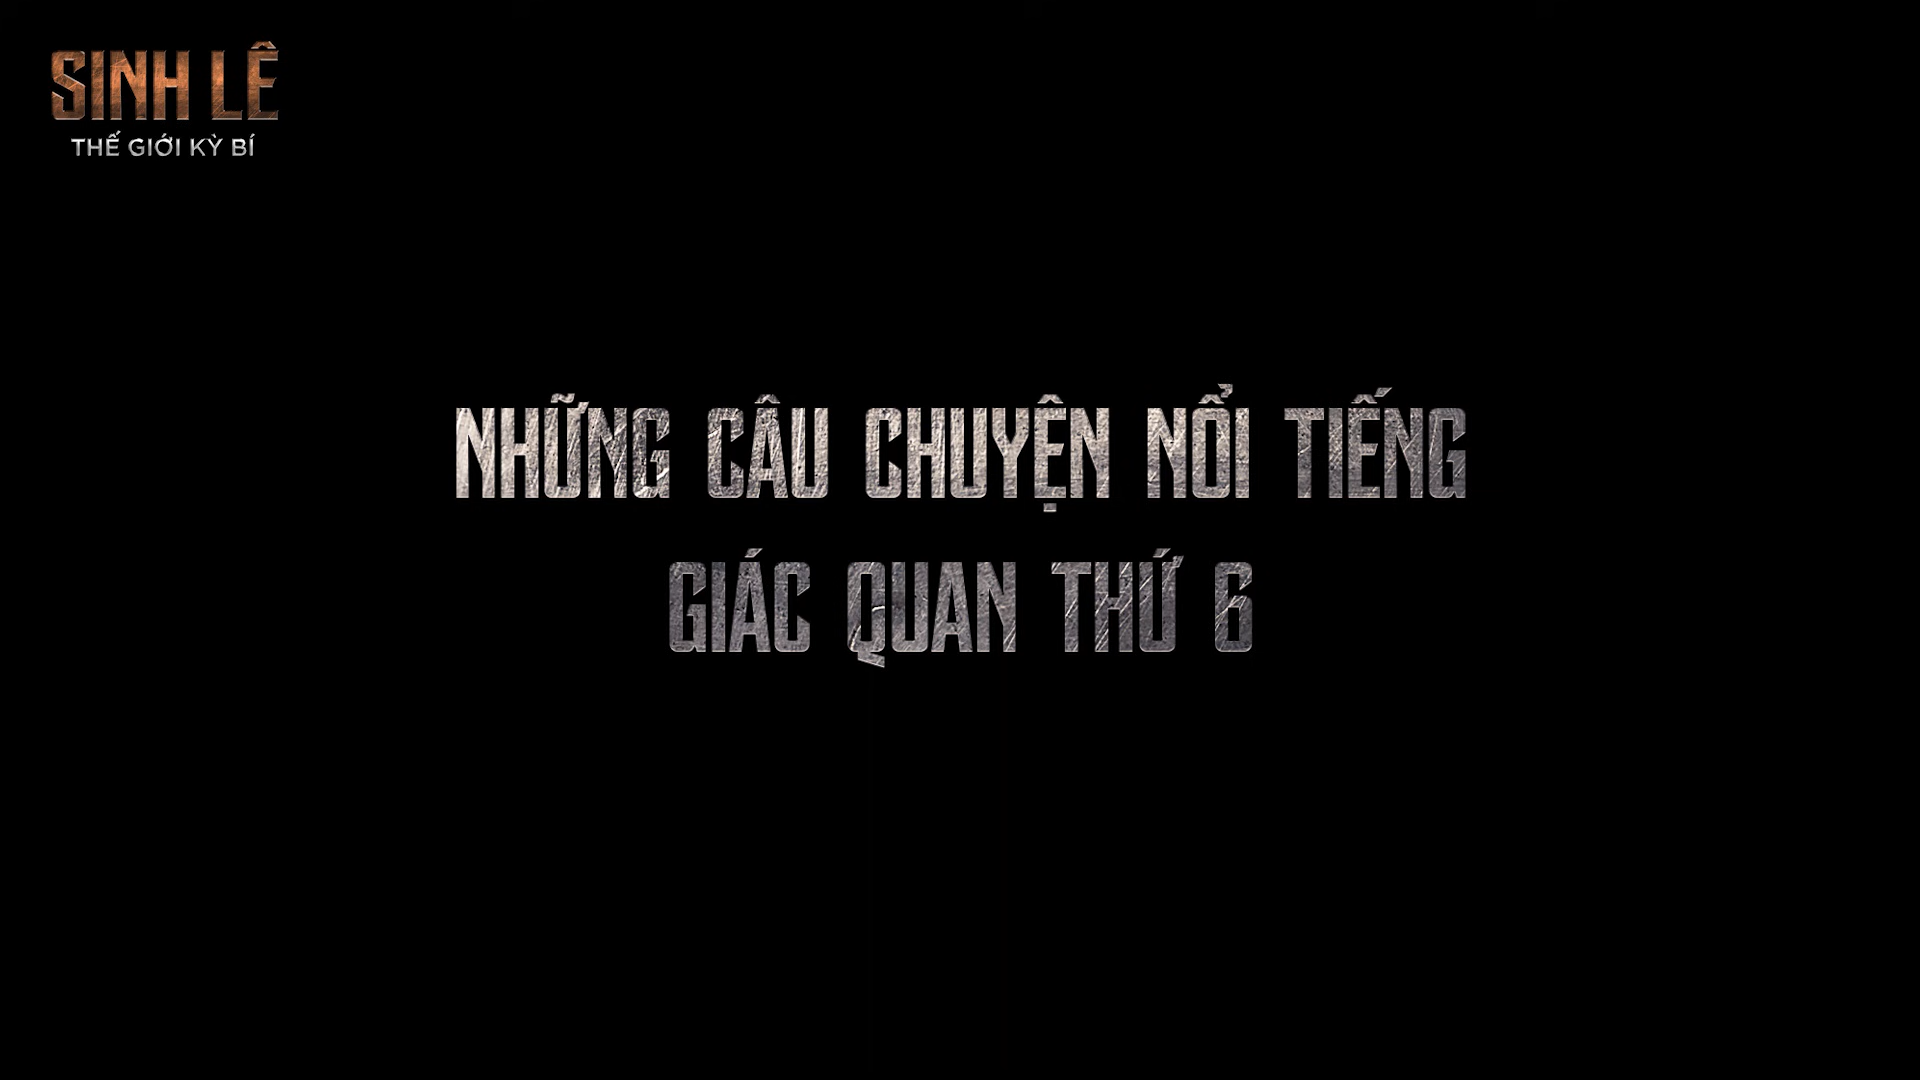 SINH LÊ
THẾ GIỚI KỲ BÍ
NHỮNG CÂU CHUYỆN NỔI TIẾNG
GIÁC QUAN THỨ 6